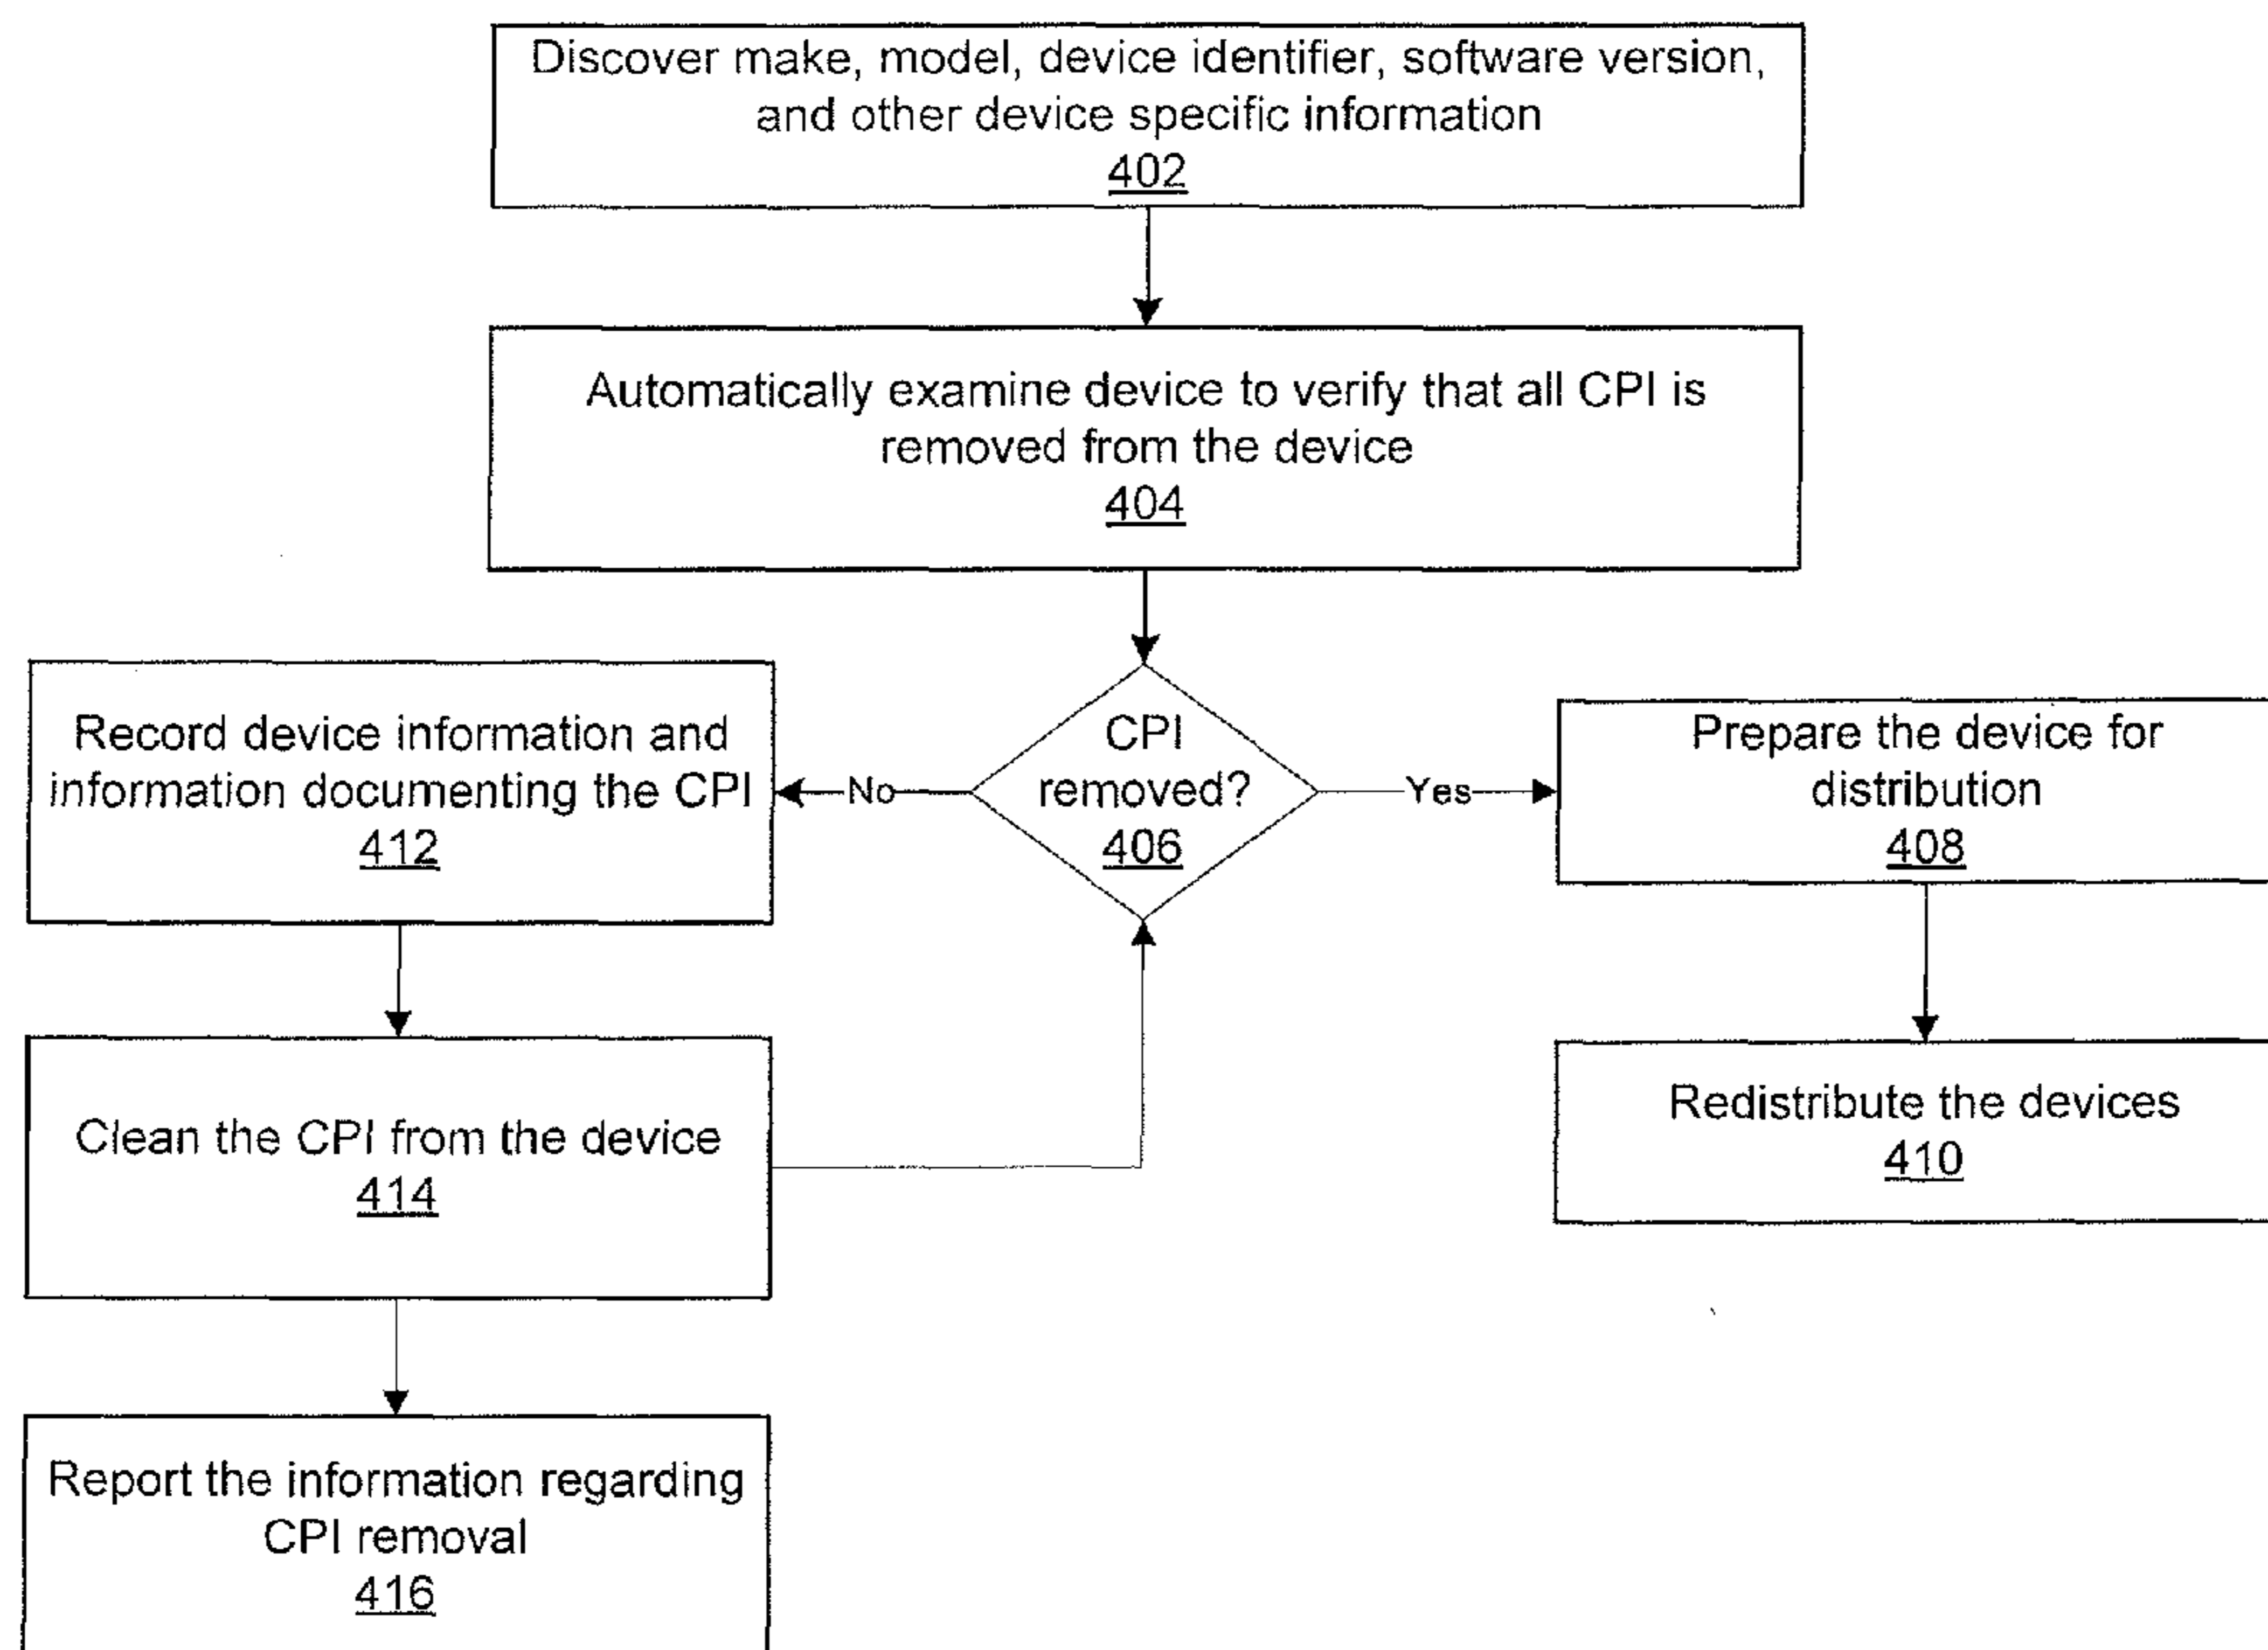 Discover make, model, device identifier, software version,
and other device specific information
402
Automatically examine device to verify that all CPI is
removed from the device
404
CPI
removed?
406
No
Yes
Record device information and
information documenting the CPI
412
Prepare the device for
distribution
408
Clean the CPI from the device
414
Redistribute the devices
410
Report the information regarding
CPI removal
416